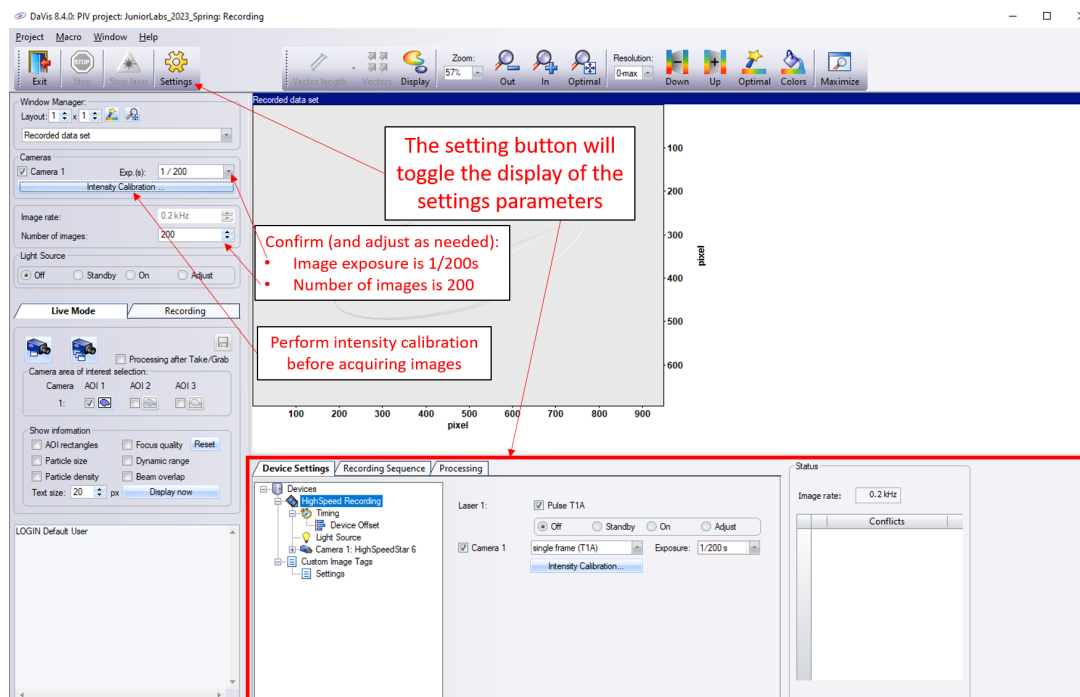 DaVis 8.4.0: PIV project: JuniorLabs_2023_Spring: Recording
Project Macro Window Help
Exit Stop Stop laser Settings Vector length Vectors Display Zoom: 57% Out In Optimal Resolution: 0-max Down Up Optimal Colors Maximize
Window Manager:
Layout: 1 x 1
Recorded data set
Cameras
Camera 1 Exp.(s): 1 / 200
Intensity Calibration ...
Image rate: 0.2 kHz
Number of images: 200
Light Source
Off Standby On Adjust
Live Mode Recording
Processing after Take/Grab
Camera area of interest selection:
Camera AOI 1 AOI 2 AOI 3
1:
Show information
AOI rectangles Focus quality Reset
Particle size Dynamic range
Particle density Beam overlap
Text size: 20 px Display now
LOGIN Default User
Recorded data set
The setting button will
toggle the display of the
settings parameters
Confirm (and adjust as needed):
• Image exposure is 1/200s
• Number of images is 200
Perform intensity calibration
before acquiring images
100
200
300
400
500
600
pixel
100 200 300 400 500 600 700 800 900
pixel
Device Settings Recording Sequence Processing
Devices
HighSpeed Recording
Timing
Device Offset
Light Source
Camera 1: HighSpeedStar 6
Custom Image Tags
Settings
Laser 1: Pulse T1A
Off Standby On Adjust
Camera 1 single frame (T1A) Exposure: 1/200 s
Intensity Calibration...
Status
Image rate: 0.2 kHz
Conflicts